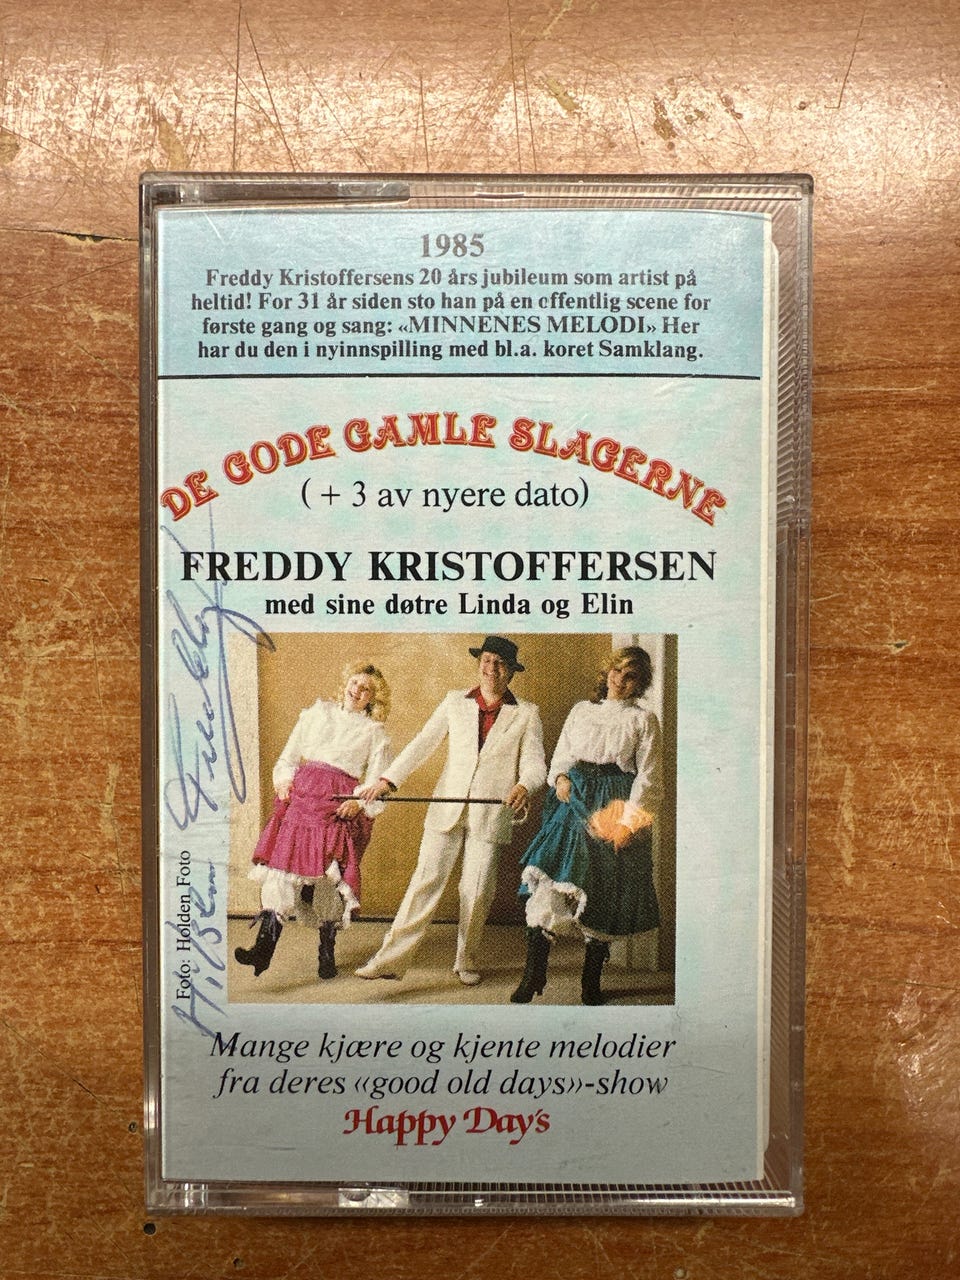 1985
Freddy Kristoffersens 20 års jubileum som artist på
heltid! For 31 år siden sto han på en offentlig scene for
første gang og sang: «MINNENES MELODI» Her
har du den i nyinnspilling med bl.a. koret Samklang.
DE GODE GAMLE SLAGERNE
( + 3 av nyere dato)
FREDDY KRISTOFFERSEN
med sine døtre Linda og Elin
Foto: Holden Foto
Mange kjære og kjente melodier
fra deres «good old days»-show
Happy Day's